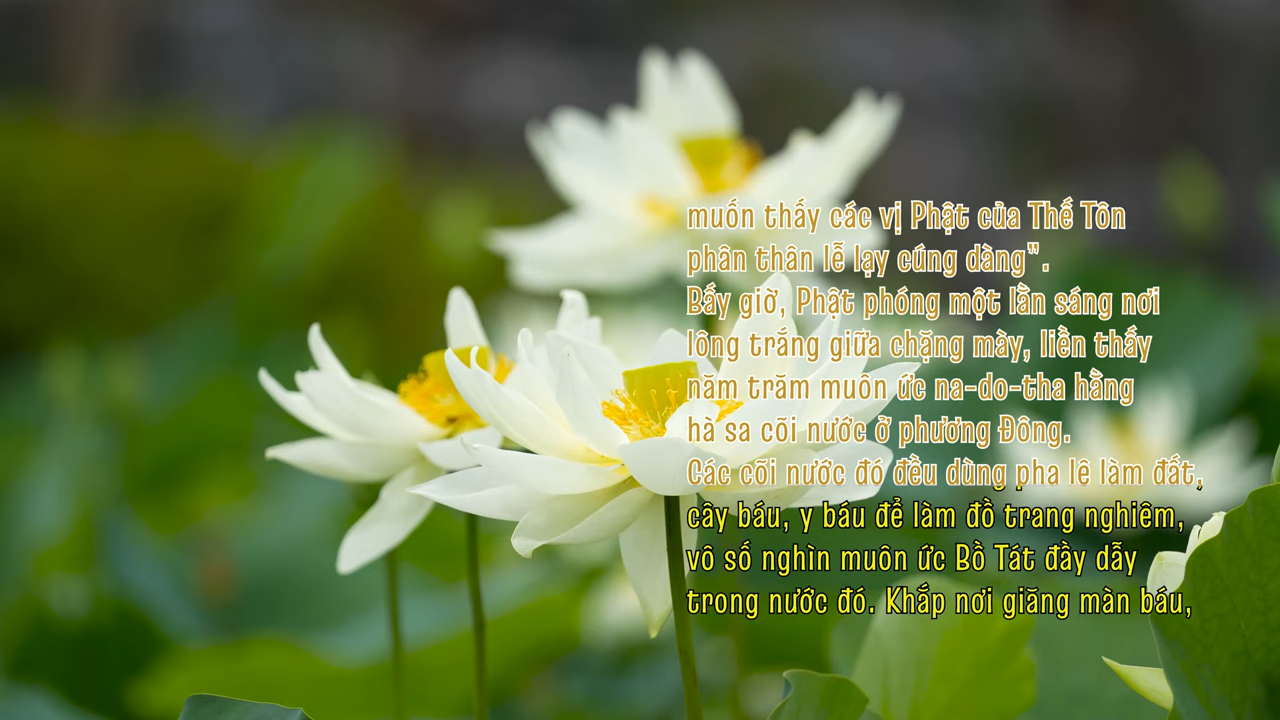 muốn thấy các vị Phật của Thế Tôn
phân thân lễ lạy cúng dàng”.
Bấy giờ, Phật phóng một lằn sáng nơi
lông trắng giữa chặng mày, liền thấy
năm trăm muôn ức na-do-tha hằng
hà sa cõi nước ở phương Đông.
Các cõi nước đó đều dùng pha lê làm đất,
cây báu, y báu để làm đồ trang nghiêm,
vô số nghìn muôn ức Bồ Tát đầy dẫy
trong nước đó. Khắp nơi giăng màn báu,